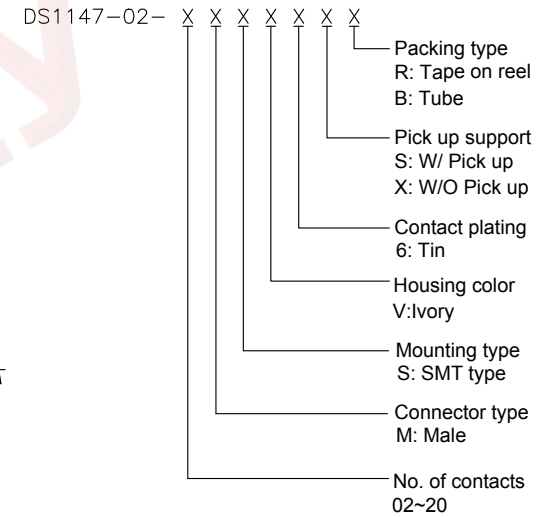 DS1147-02- X X X X X X X
Packing type
R: Tape on reel
B: Tube
Pick up support
S: W/ Pick up
X: W/O Pick up
Contact plating
6: Tin
Housing color
V:Ivory
Mounting type
S: SMT type
Connector type
M: Male
No. of contacts
02~20